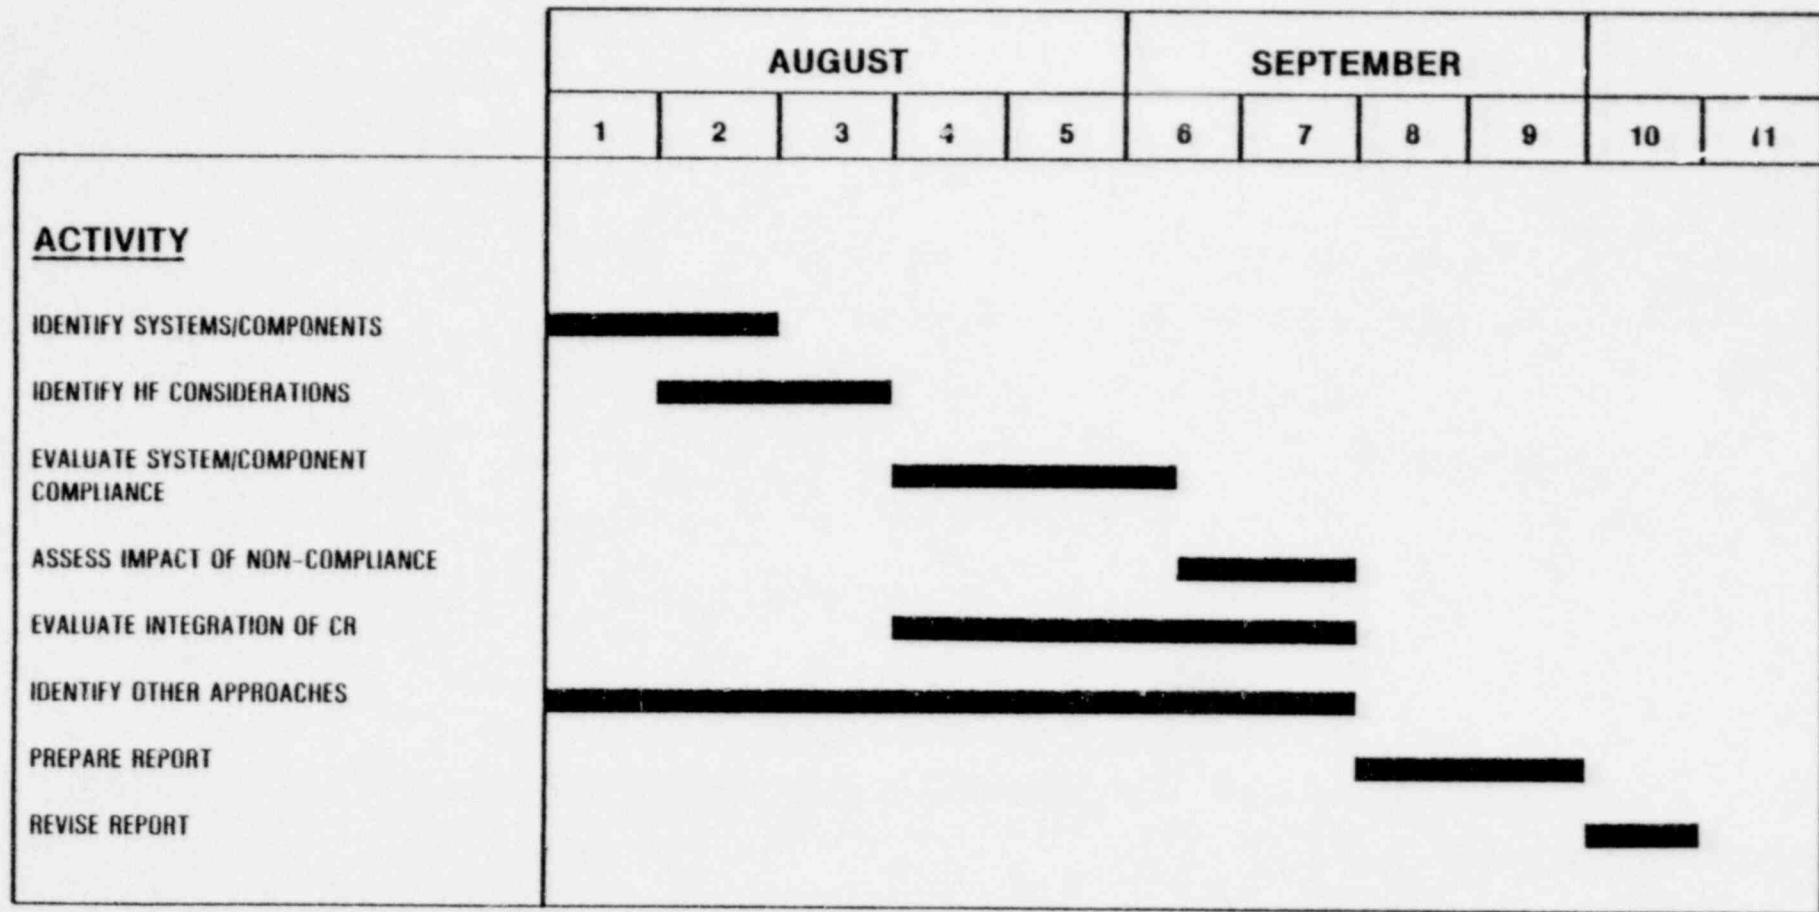 AUGUST SEPTEMBER
1 2 3 4 5 6 7 8 9 10 11
ACTIVITY
IDENTIFY SYSTEMS/COMPONENTS
IDENTIFY HF CONSIDERATIONS
EVALUATE SYSTEM/COMPONENT
COMPLIANCE
ASSESS IMPACT OF NON-COMPLIANCE
EVALUATE INTEGRATION OF CR
IDENTIFY OTHER APPROACHES
PREPARE REPORT
REVISE REPORT